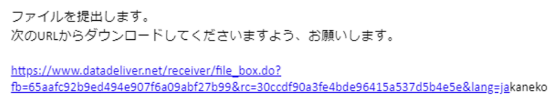 ファイルを提出します。
次のURLからダウンロードしてくださいますよう、お願いします。
https://www.datadeliver.net/receiver/file_box.do?
fb=65aafc92b9ed494e907f6a09abf27b99&rc=30ccdf90a3fe4bde96415a537d5b4e5e&lang=jakaneko